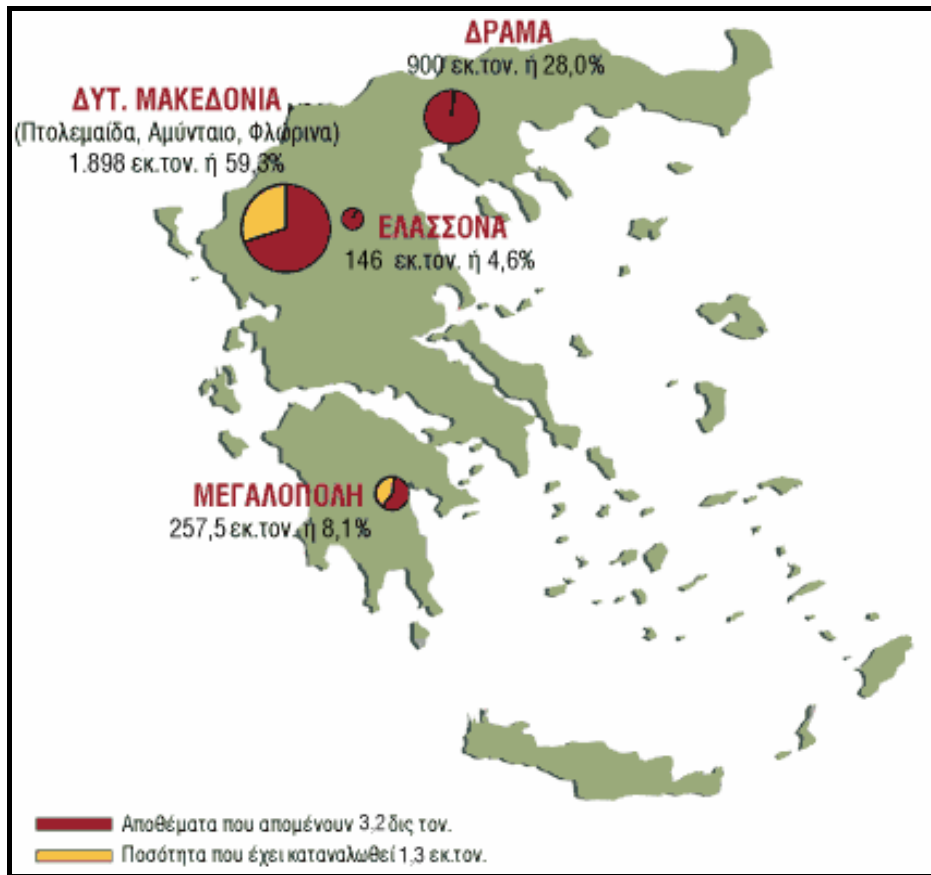 ΔΡΑΜΑ
900 εκ.τον. ή 28,0%
ΔΥΤ. ΜΑΚΕΔΟΝΙΑ
(Πτολεμαίδα, Αμύνταιο, Φλώρινα)
1.898 εκ.τον. ή 59,3%
ΕΛΑΣΣΟΝΑ
146 εκ.τον. ή 4,6%
ΜΕΓΑΛΟΠΟΛΗ
257,5 εκ.τον. ή 8,1%
Αποθέματα που απομένουν 3,2 δις τον.
Ποσότητα που έχει καταναλωθεί 1,3 εκ.τον.